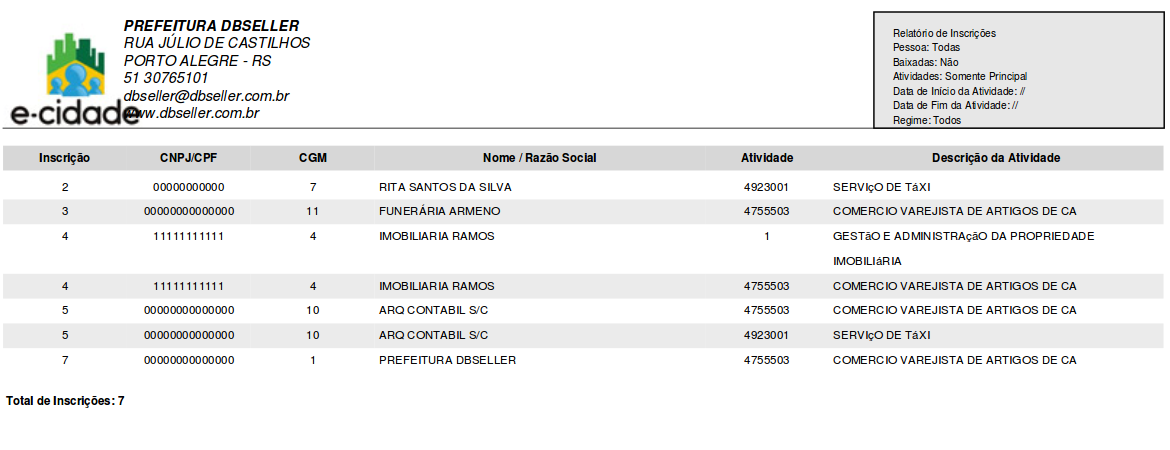 PREFEITURA DBSELLER
RUA JÚLIO DE CASTILHOS
PORTO ALEGRE - RS
51 30765101
dbseller@dbseller.com.br
www.dbseller.com.br
e-cidade
Relatório de Inscrições
Pessoa: Todas
Baixadas: Não
Atividades: Somente Principal
Data de Início da Atividade: //
Data de Fim da Atividade: //
Regime: Todos
Inscrição CNPJ/CPF CGM Nome / Razão Social Atividade Descrição da Atividade
2 00000000000 7 RITA SANTOS DA SILVA 4923001 SERVIçO DE TáXI
3 00000000000000 11 FUNERÁRIA ARMENO 4755503 COMERCIO VAREJISTA DE ARTIGOS DE CA
4 11111111111 4 IMOBILIARIA RAMOS 1 GESTãO E ADMINISTRAçãO DA PROPRIEDADE
IMOBILIáRIA
4 11111111111 4 IMOBILIARIA RAMOS 4755503 COMERCIO VAREJISTA DE ARTIGOS DE CA
5 00000000000000 10 ARQ CONTABIL S/C 4755503 COMERCIO VAREJISTA DE ARTIGOS DE CA
5 00000000000000 10 ARQ CONTABIL S/C 4923001 SERVIçO DE TáXI
7 00000000000000 1 PREFEITURA DBSELLER 4755503 COMERCIO VAREJISTA DE ARTIGOS DE CA
Total de Inscrições: 7